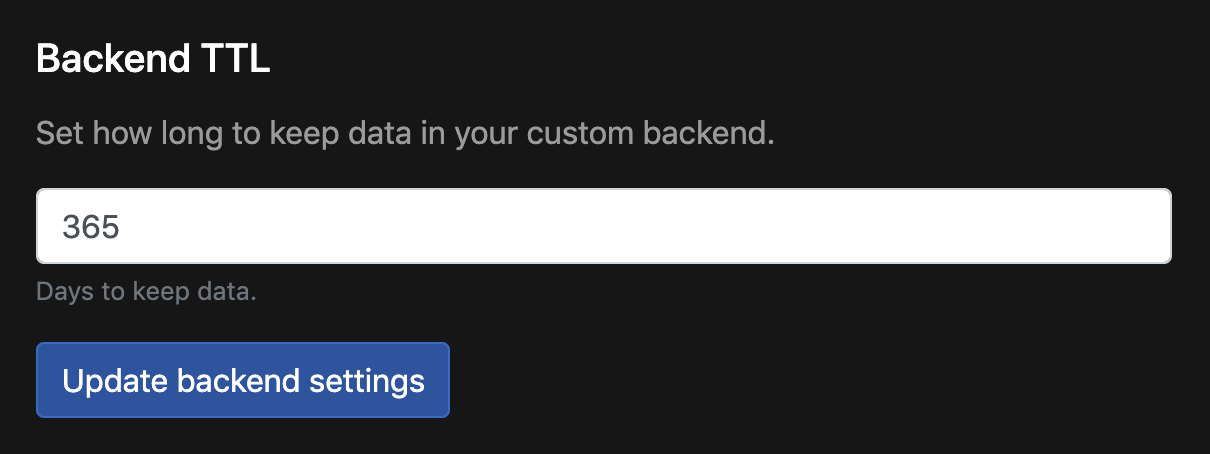 Backend TTL
Set how long to keep data in your custom backend.
365
Days to keep data.
Update backend settings